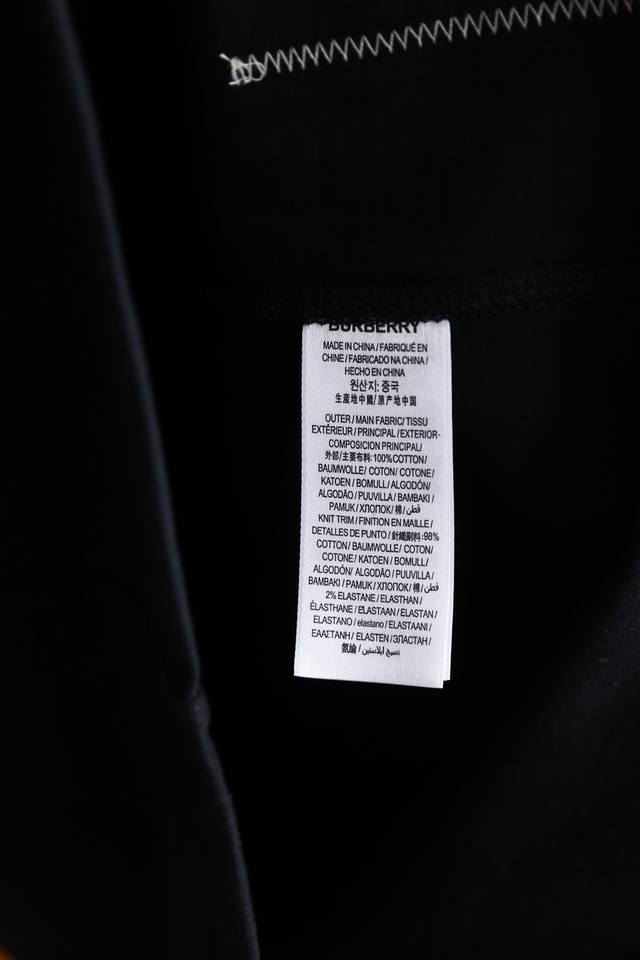 BURBERRY
MADE IN CHINA / FABRIQUÉ EN
CHINE / FABRICADO NA CHINA /
HECHO EN CHINA
원산지: 중국
生產地中國/原产地中国
OUTER / MAIN FABRIC/ TISSU
EXTÉRIEUR / PRINCIPAL / EXTERIOR-
COMPOSICION PRINCIPAL/
外部/主要布料:100%COTTON/
BAUMWOLLE/ COTON/ COTONE/
KATOEN / BOMULL/ ALGODÓN/
ALGODÃO/ PUUVILLA/ BAMBAKI/
PAMUK / ХЛОПОК/ 棉 / قطن
KNIT TRIM / FINITION EN MAILLE /
DETALLES DE PUNTO / 針織副料:98%
COTTON/ BAUMWOLLE/ COTON/
COTONE/ KATOEN / BOMULL/
ALGODÓN/ ALGODÃO / PUUVILLA /
BAMBAKI / PAMUK / ХЛОПОК/ 棉 / قطن
2% ELASTANE / ELASTHAN /
ÉLASTHANE / ELASTAAN / ELASTAN /
ELASTANO / elastano / ELASTAANI /
ΕΛΑΣΤΑΝΗ / ELASTEN / ЭЛАСТАН /
氨綸 / نسيج ايلاستين